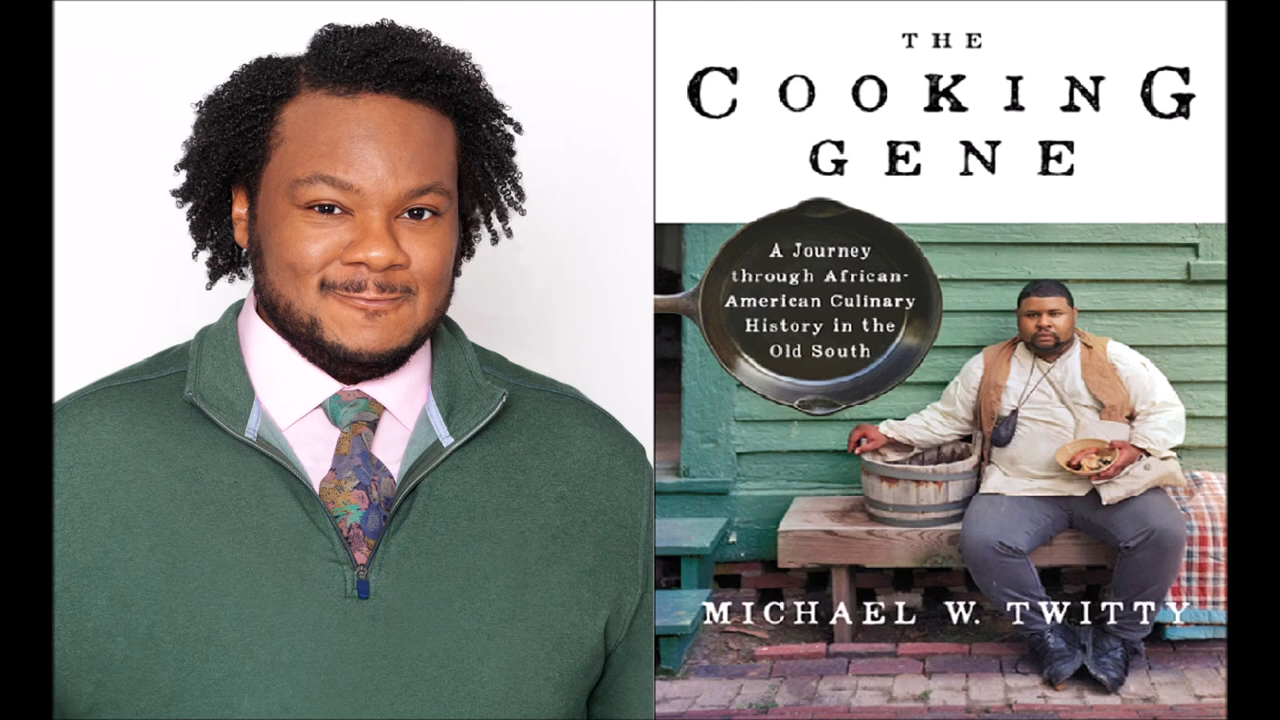 THE
COOKING
GENE
A Journey
through African-
American Culinary
History in the
Old South
MICHAEL W. TWITTY